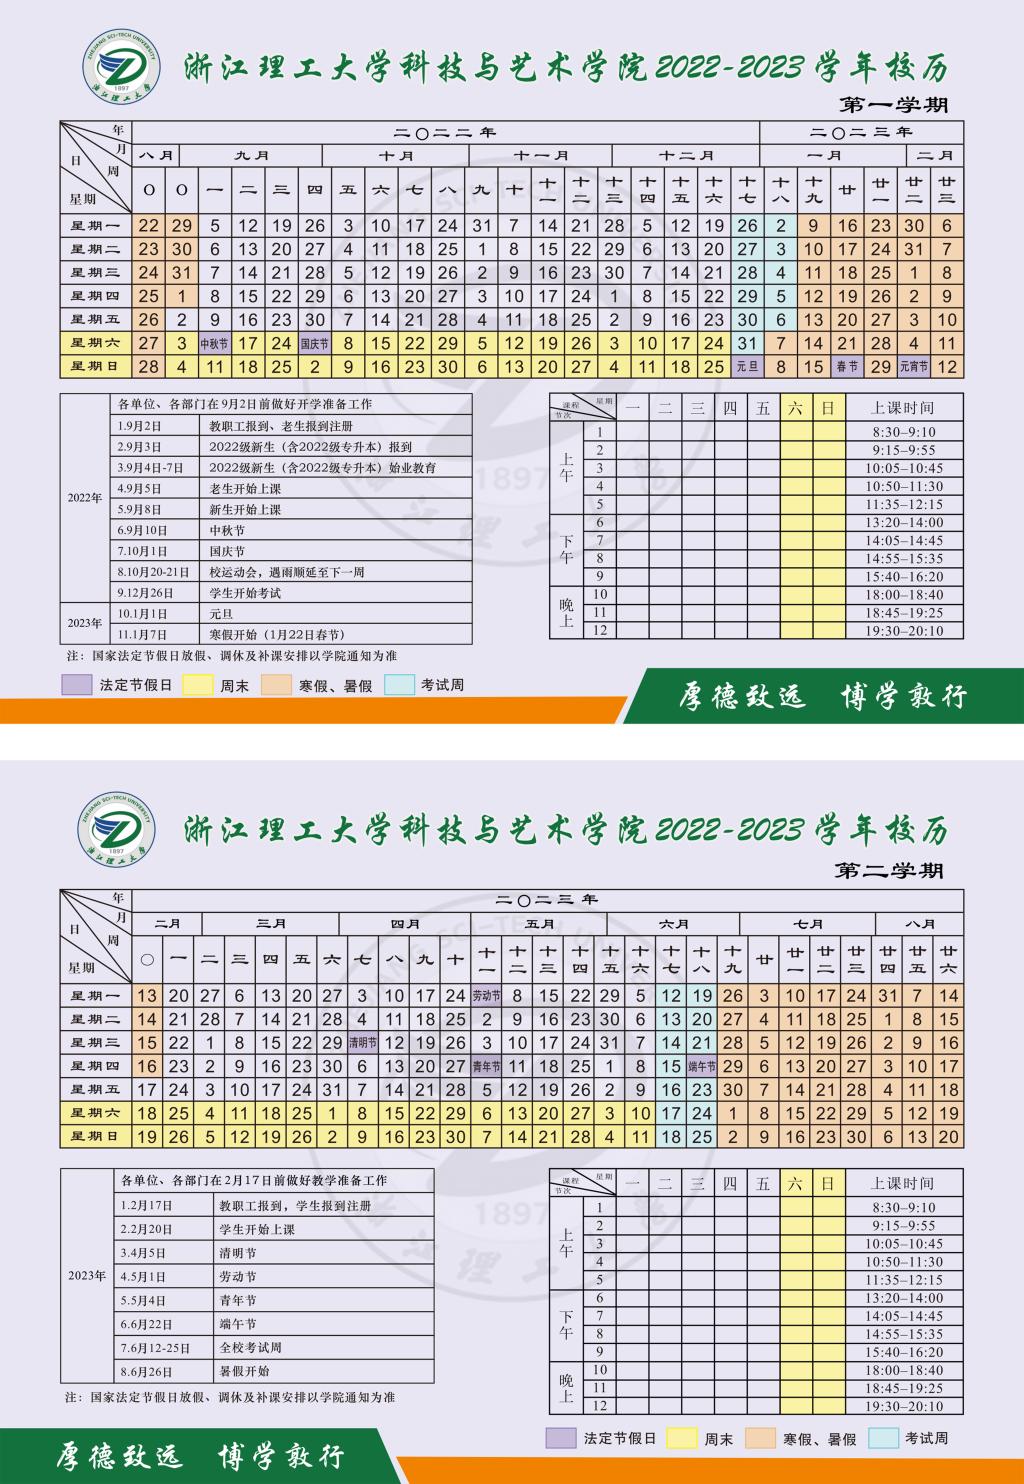 ZHEJIANG SCI-TECH UNIVERSITY
1897
浙江理工大学
浙江理工大学科技与艺术学院2022-2023学年校历
第一学期
年 二〇二二年 二〇二三年
月 八月 九月 十月 十一月 十二月 一月 二月
日 周 星期 O O 一 二 三 四 五 六 七 八 九 十 十一 十二 十三 十四 十五 十六 十七 十八 十九 廿 廿一 廿二 廿三
星期一 22 29 5 12 19 26 3 10 17 24 31 7 14 21 28 5 12 19 26 2 9 16 23 30 6
星期二 23 30 6 13 20 27 4 11 18 25 1 8 15 22 29 6 13 20 27 3 10 17 24 31 7
星期三 24 31 7 14 21 28 5 12 19 26 2 9 16 23 30 7 14 21 28 4 11 18 25 1 8
星期四 25 1 8 15 22 29 6 13 20 27 3 10 17 24 1 8 15 22 29 5 12 19 26 2 9
星期五 26 2 9 16 23 30 7 14 21 28 4 11 18 25 2 9 16 23 30 6 13 20 27 3 10
星期六 27 3 中秋节 17 24 国庆节 8 15 22 29 5 12 19 26 3 10 17 24 31 7 14 21 28 4 11
星期日 28 4 11 18 25 2 9 16 23 30 6 13 20 27 4 11 18 25 元旦 8 15 春节 29 元宵节 12
各单位、各部门在9月2日前做好开学准备工作
2022年
1.9月2日 教职工报到、老生报到注册
2.9月3日 2022级新生（含2022级专升本）报到
3.9月4日-7日 2022级新生（含2022级专升本）始业教育
4.9月5日 老生开始上课
5.9月8日 新生开始上课
6.9月10日 中秋节
7.10月1日 国庆节
8.10月20-21日 校运动会，遇雨顺延至下一周
9.12月26日 学生开始考试
2023年
10.1月1日 元旦
11.1月7日 寒假开始（1月22日春节）
注：国家法定节假日放假、调休及补课安排以学院通知为准
课程 星期 节次 一 二 三 四 五 六 日 上课时间
上午
1 8:30–9:10
2 9:15–9:55
3 10:05–10:45
4 10:50–11:30
5 11:35–12:15
下午
6 13:20–14:00
7 14:05–14:45
8 14:55–15:35
9 15:40–16:20
晚上
10 18:00–18:40
11 18:45–19:25
12 19:30–20:10
法定节假日 周末 寒假、暑假 考试周
厚德致远 博学敦行
ZHEJIANG SCI-TECH UNIVERSITY
1897
浙江理工大学
浙江理工大学科技与艺术学院2022-2023学年校历
第二学期
年 二〇二三年
月 二月 三月 四月 五月 六月 七月 八月
日 周 星期 〇 一 二 三 四 五 六 七 八 九 十 十一 十二 十三 十四 十五 十六 十七 十八 十九 廿 廿一 廿二 廿三 廿四 廿五 廿六
星期一 13 20 27 6 13 20 27 3 10 17 24 劳动节 8 15 22 29 5 12 19 26 3 10 17 24 31 7 14
星期二 14 21 28 7 14 21 28 4 11 18 25 2 9 16 23 30 6 13 20 27 4 11 18 25 1 8 15
星期三 15 22 1 8 15 22 29 清明节 12 19 26 3 10 17 24 31 7 14 21 28 5 12 19 26 2 9 16
星期四 16 23 2 9 16 23 30 6 13 20 27 青年节 11 18 25 1 8 15 端午节 29 6 13 20 27 3 10 17
星期五 17 24 3 10 17 24 31 7 14 21 28 5 12 19 26 2 9 16 23 30 7 14 21 28 4 11 18
星期六 18 25 4 11 18 25 1 8 15 22 29 6 13 20 27 3 10 17 24 1 8 15 22 29 5 12 19
星期日 19 26 5 12 19 26 2 9 16 23 30 7 14 21 28 4 11 18 25 2 9 16 23 30 6 13 20
各单位、各部门在2月17日前做好教学准备工作
2023年
1.2月17日 教职工报到，学生报到注册
2.2月20日 学生开始上课
3.4月5日 清明节
4.5月1日 劳动节
5.5月4日 青年节
6.6月22日 端午节
7.6月12-25日 全校考试周
8.6月26日 暑假开始
注：国家法定节假日放假、调休及补课安排以学院通知为准
课程 星期 节次 一 二 三 四 五 六 日 上课时间
上午
1 8:30–9:10
2 9:15–9:55
3 10:05–10:45
4 10:50–11:30
5 11:35–12:15
下午
6 13:20–14:00
7 14:05–14:45
8 14:55–15:35
9 15:40–16:20
晚上
10 18:00–18:40
11 18:45–19:25
12 19:30–20:10
法定节假日 周末 寒假、暑假 考试周
厚德致远 博学敦行